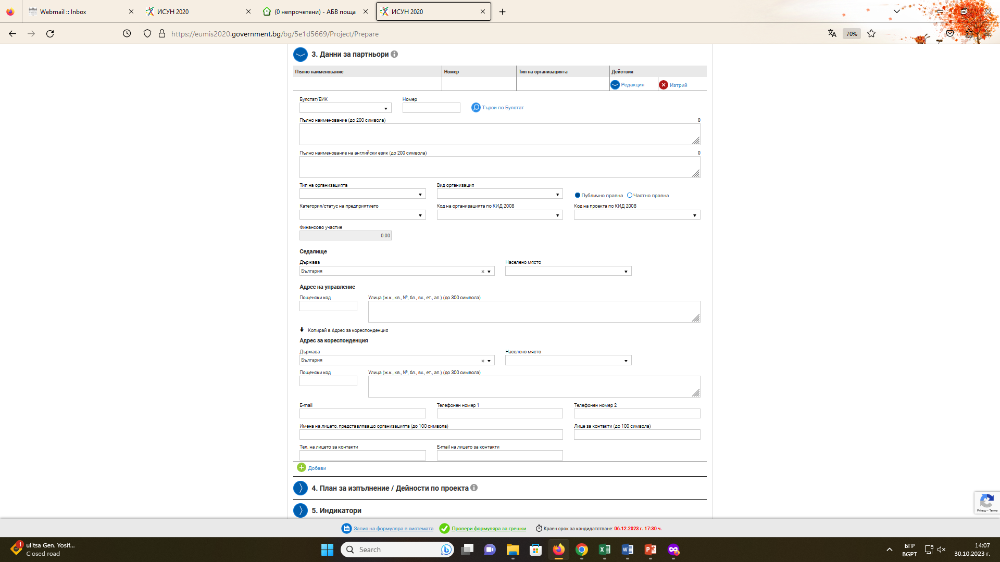 Webmail :: Inbox
ИСУН 2020
(0 непрочетени) - АБВ поща
ИСУН 2020
https://eumis2020.government.bg/bg/5e1d5669/Project/Prepare
70%
3. Данни за партньори
Пълно наименование
Номер
Тип на организацията
Действия
Редакция
Изтрий
Булстат/ЕИК
Номер
Търси по Булстат
Пълно наименование (до 200 символа)
0
Пълно наименование на английски език (до 200 символа)
0
Тип на организацията
Вид организация
Публично правна
Частно правна
Категория/статус на предприятието
Код на организацията по КИД 2008
Код на проекта по КИД 2008
Финансово участие
0.00
Седалище
Държава
Населено място
България
Адрес на управление
Пощенски код
Улица (ж.к., кв., №, бл., вх., ет., ап.) (до 300 символа)
Копирай в Адрес за кореспонденция
Адрес за кореспонденция
Държава
Населено място
България
Пощенски код
Улица (ж.к., кв., №, бл., вх., ет., ап.) (до 300 символа)
E-mail
Телефонен номер 1
Телефонен номер 2
Имена на лицето, представляващо организацията (до 100 символа)
Лице за контакти (до 100 символа)
Тел. на лицето за контакти
E-mail на лицето за контакти
Добави
4. План за изпълнение / Дейности по проекта
5. Индикатори
Privacy - Terms
Запис на формуляра в системата
Провери формуляра за грешки
Краен срок за кандидатстване: 06.12.2023 г. 17:30 ч.
1
ulitsa Gen. Yosif...
Closed road
Search
БГР
BGPT
14:07
30.10.2023 г.